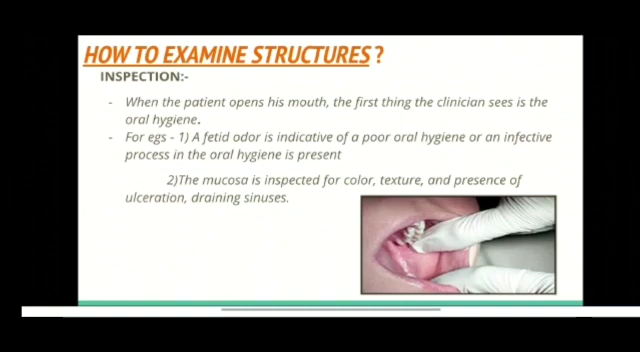 HOW TO EXAMINE STRUCTURES ?
INSPECTION:-
- When the patient opens his mouth, the first thing the clinician sees is the
oral hygiene.
- For egs - 1) A fetid odor is indicative of a poor oral hygiene or an infective
process in the oral hygiene is present
2)The mucosa is inspected for color, texture, and presence of
ulceration, draining sinuses.